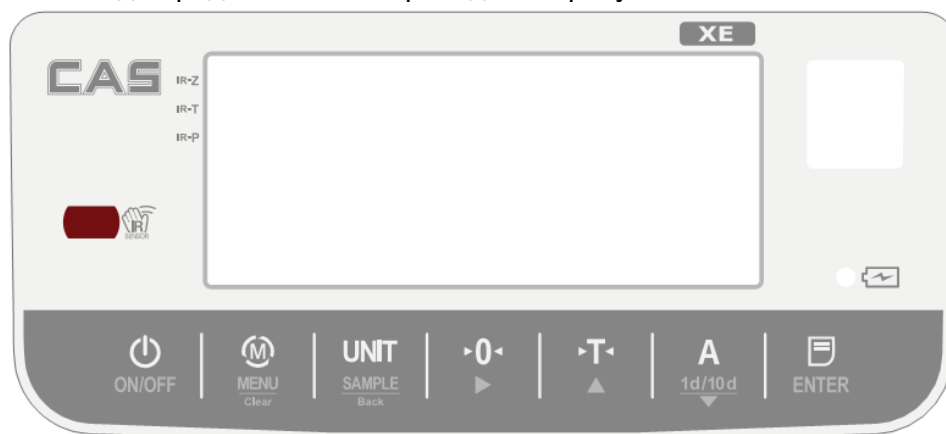 XE
CAS
IR-Z
IR-T
IR-P
IR
SENSOR
ON/OFF
M
MENU
Clear
UNIT
SAMPLE
Back
0
T
A
1d/10d
ENTER